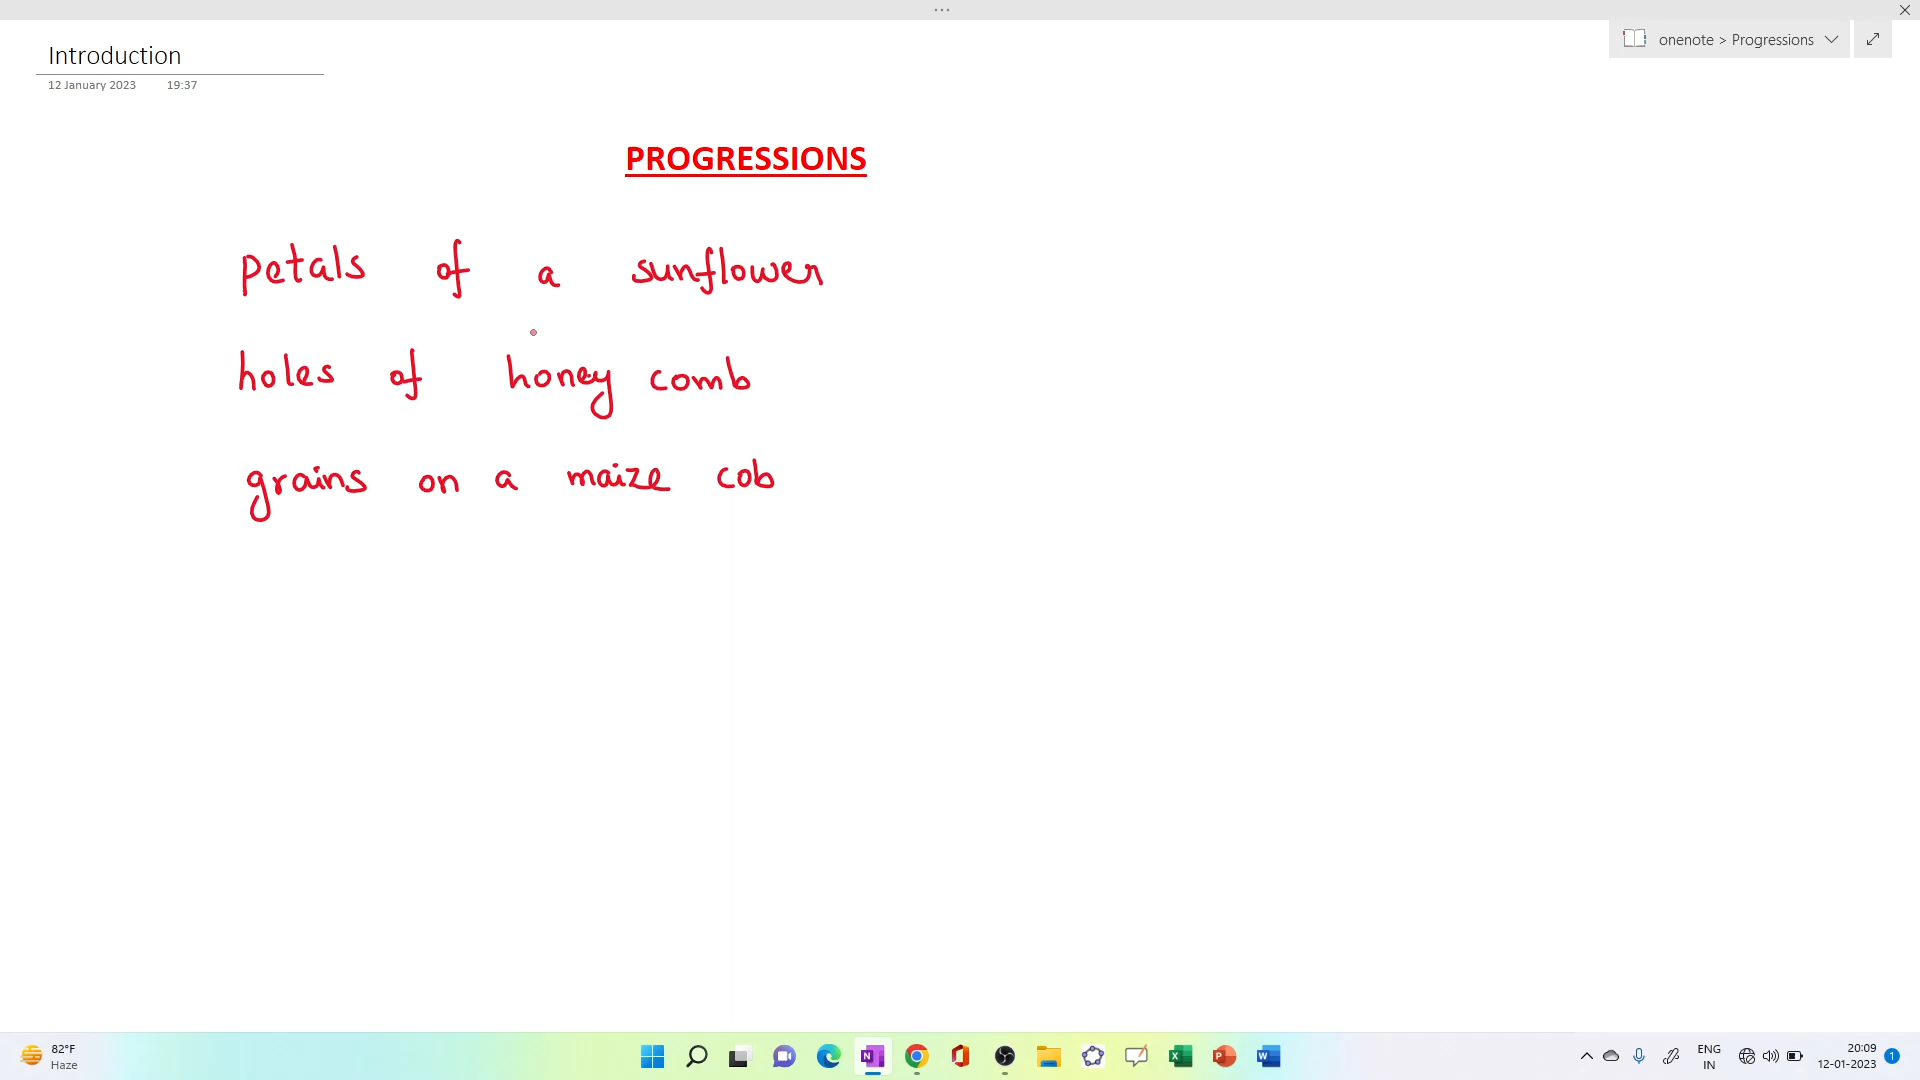 Introduction
onenote > Progressions
12 January 2023 19:37
PROGRESSIONS
petals of a sunflower
holes of honey comb
grains on a maize cob
82°F
Haze
ENG
IN
20:09
12-01-2023
1